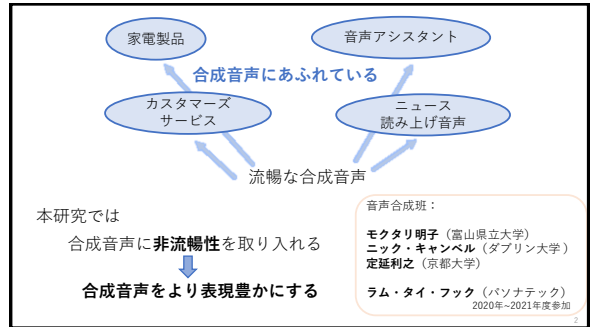 家電製品
音声アシスタント
合成音声にあふれている
カスタマーズ
サービス
ニュース
読み上げ音声
流暢な合成音声
本研究では
合成音声に非流暢性を取り入れる
合成音声をより表現豊かにする
音声合成班：
モクタリ明子（富山県立大学）
ニック・キャンベル（ダブリン大学）
定延利之（京都大学）
ラム・タイ・フック（パソナテック）
2020年~2021年度参加
2